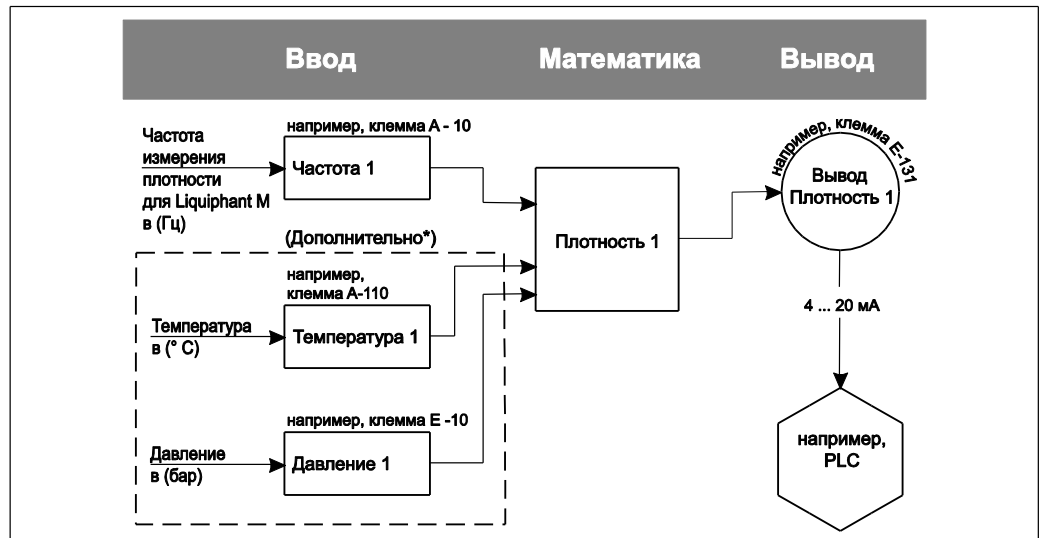 Ввод
Математика
Вывод
например, клемма A - 10
Частота
измерения
плотности
для Liquiphant M
в (Гц)
Частота 1
(Дополнительно*)
например,
клемма A-110
Температура
в (° C)
Температура 1
например, клемма E -10
Давление
в (бар)
Давление 1
Плотность 1
например, клемма E-131
Вывод
Плотность 1
4 ... 20 мА
например,
PLC